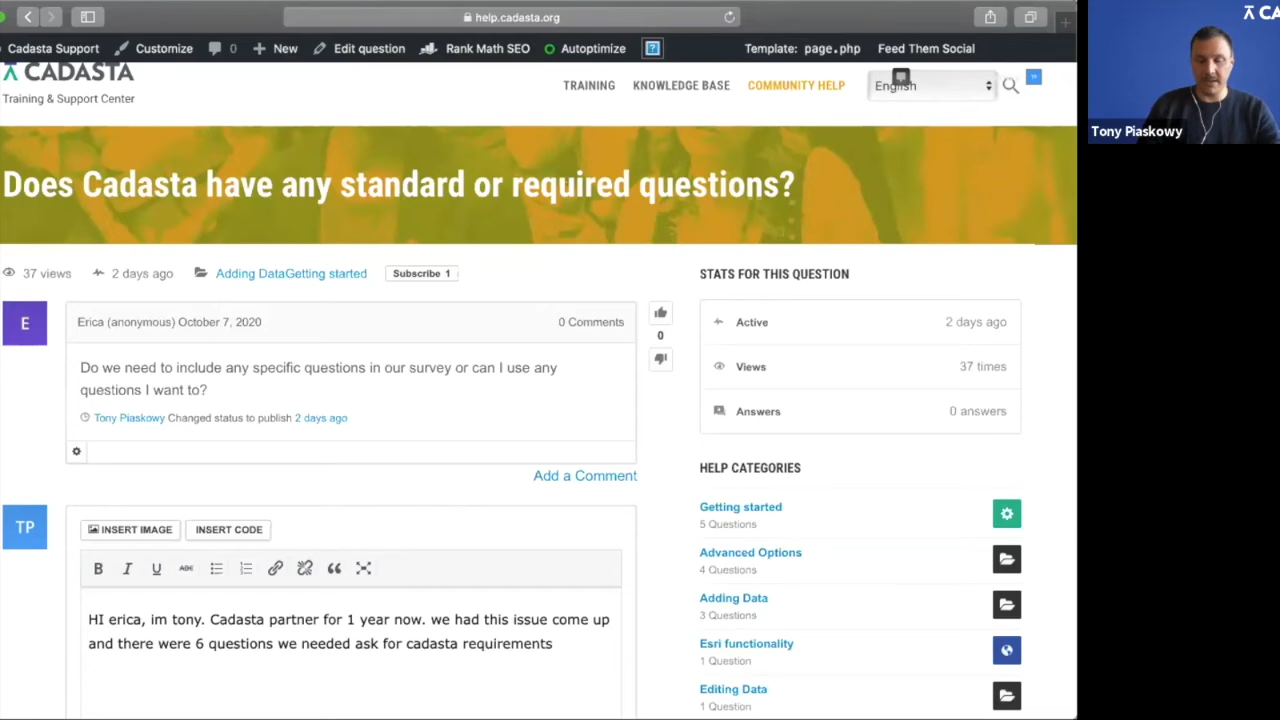 help.cadasta.org
Cadasta Support Customize 0 New Edit question Rank Math SEO Autoptimize Template: page.php Feed Them Social
CADASTA
Training & Support Center
TRAINING KNOWLEDGE BASE COMMUNITY HELP English
Does Cadasta have any standard or required questions?
37 views 2 days ago Adding DataGetting started Subscribe 1
E
Erica (anonymous) October 7, 2020 0 Comments
Do we need to include any specific questions in our survey or can I use any
questions I want to?
Tony Piaskowy Changed status to publish 2 days ago
0
Add a Comment
TP
INSERT IMAGE INSERT CODE
B I U ABC
HI erica, im tony. Cadasta partner for 1 year now. we had this issue come up
and there were 6 questions we needed ask for cadasta requirements
STATS FOR THIS QUESTION
Active 2 days ago
Views 37 times
Answers 0 answers
HELP CATEGORIES
Getting started
5 Questions
Advanced Options
4 Questions
Adding Data
3 Questions
Esri functionality
1 Question
Editing Data
1 Question
CA
Tony Piaskowy